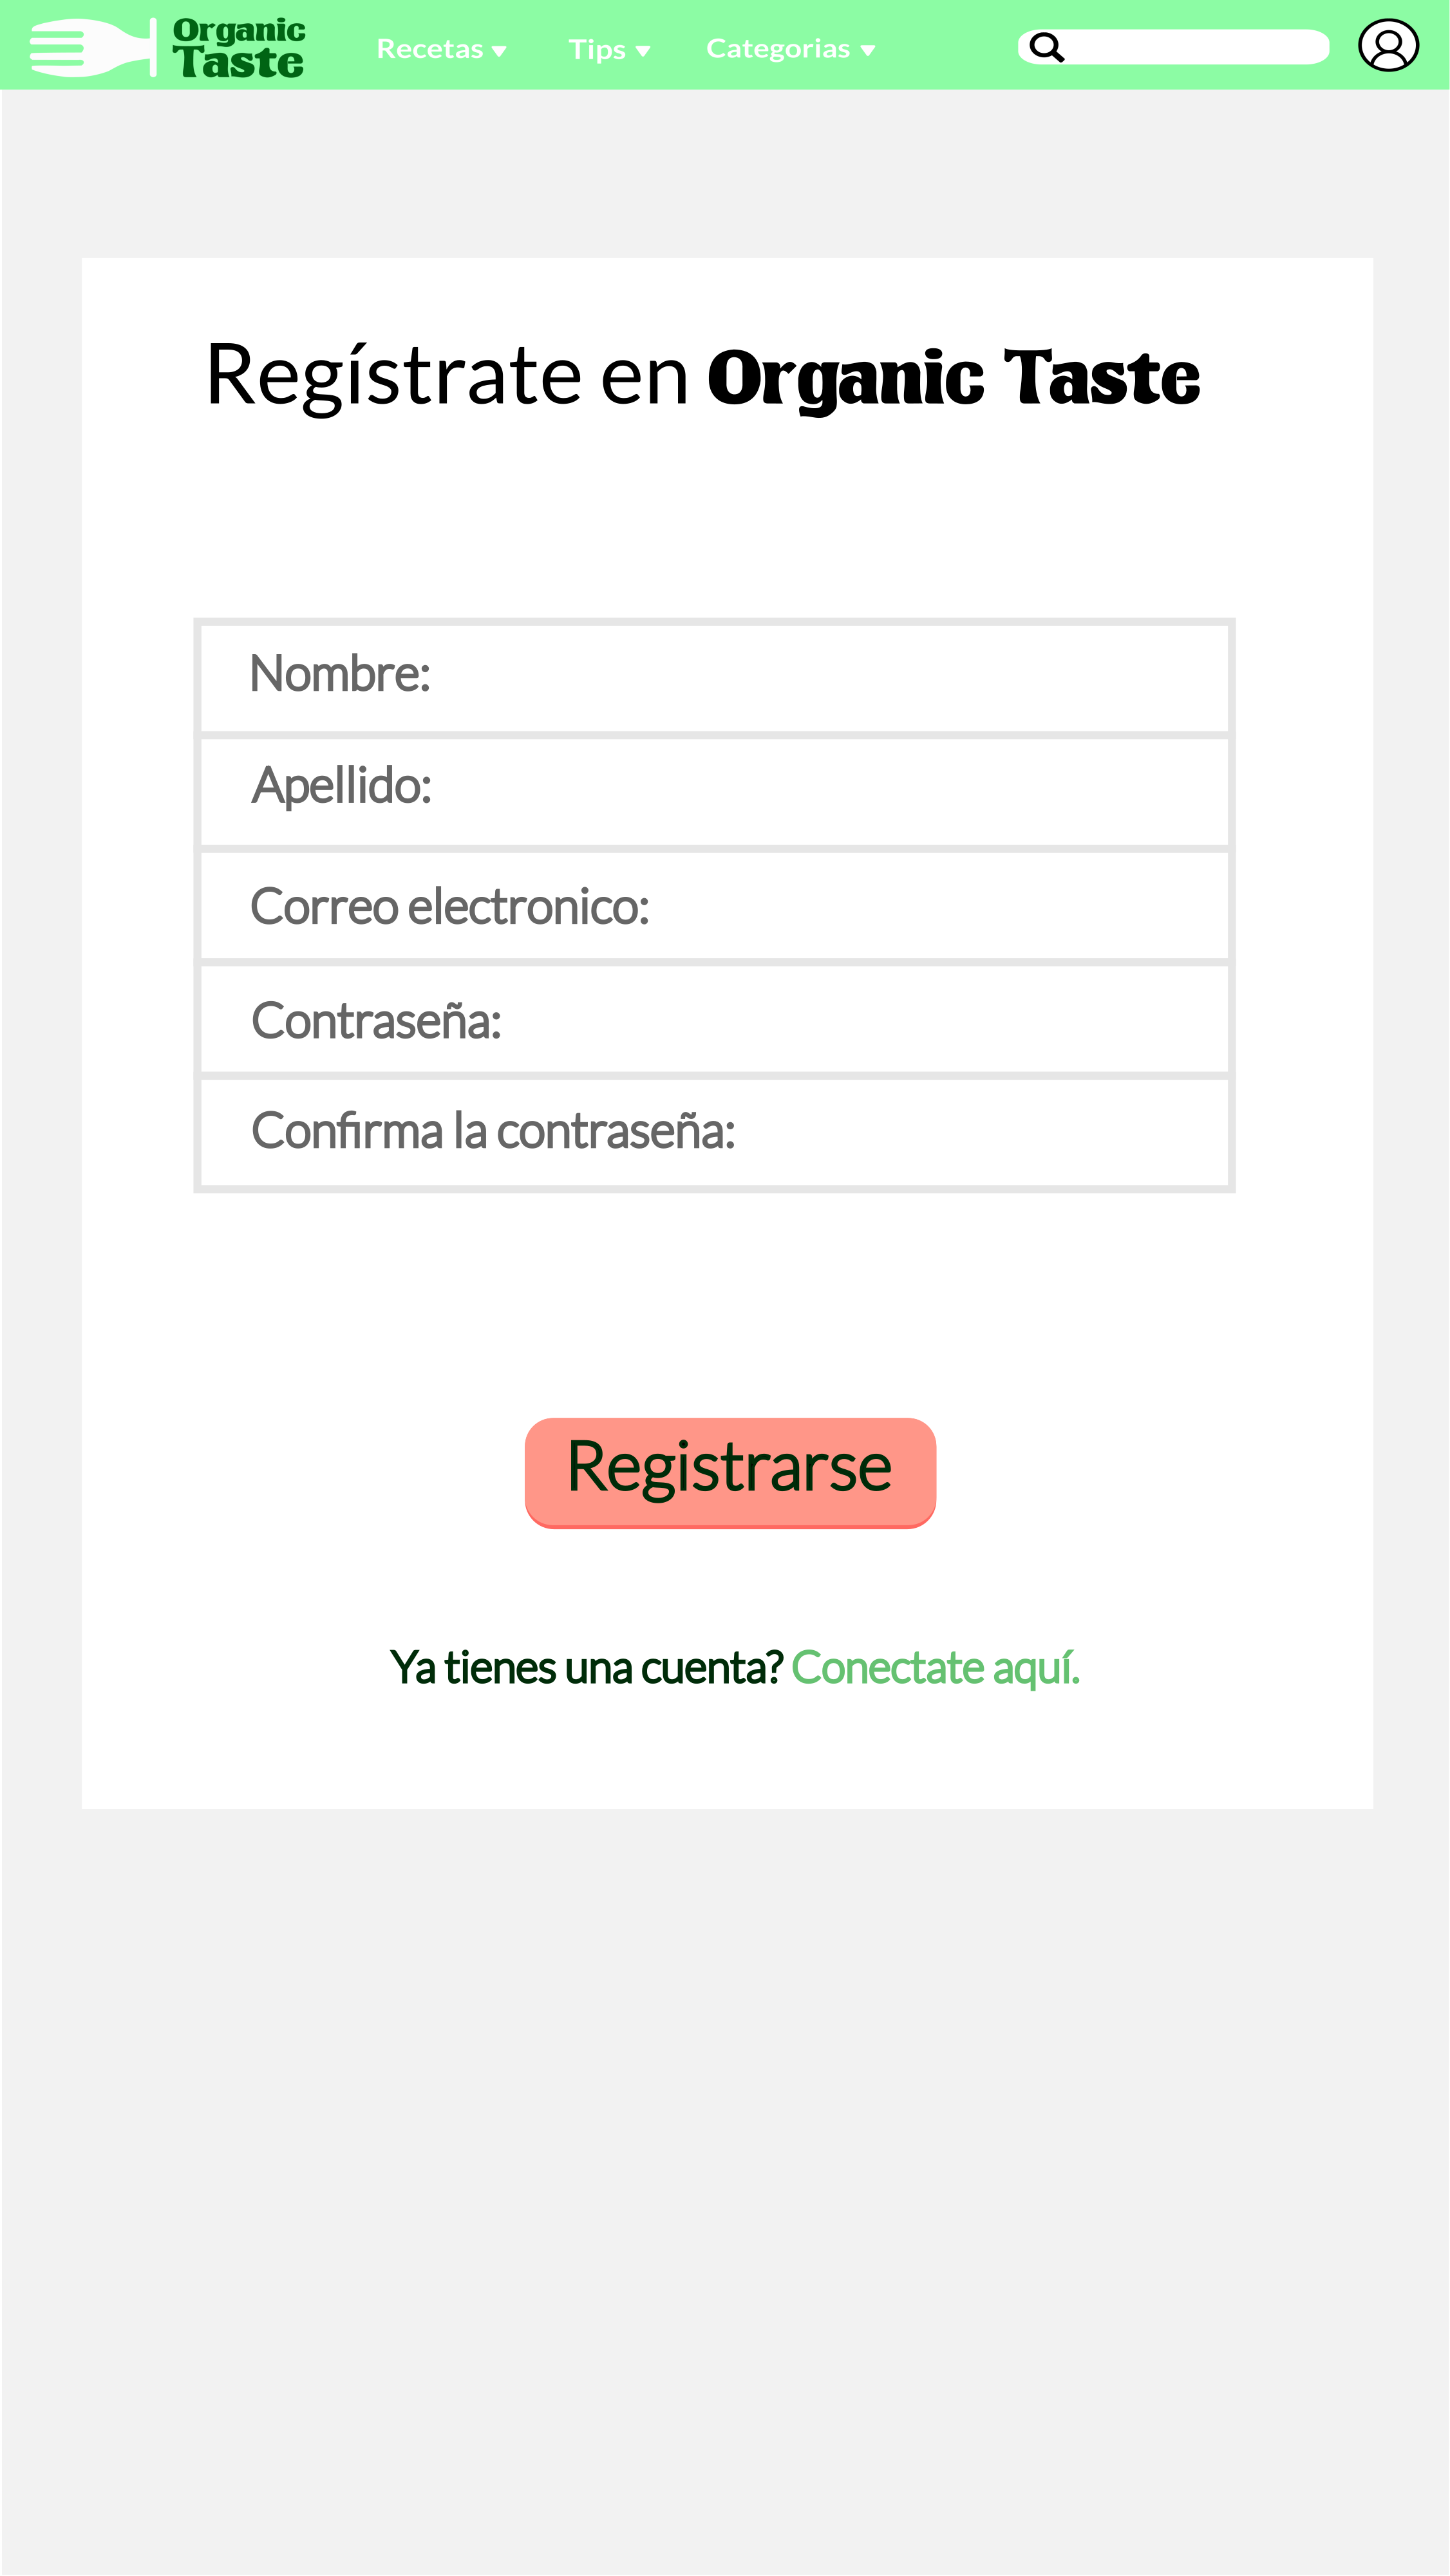 Organic
Taste
Recetas
Tips
Categorias
Regístrate en Organic Taste
Nombre:
Apellido:
Correo electronico:
Contraseña:
Confirma la contraseña:
Registrarse
Ya tienes una cuenta? Conectate aquí.